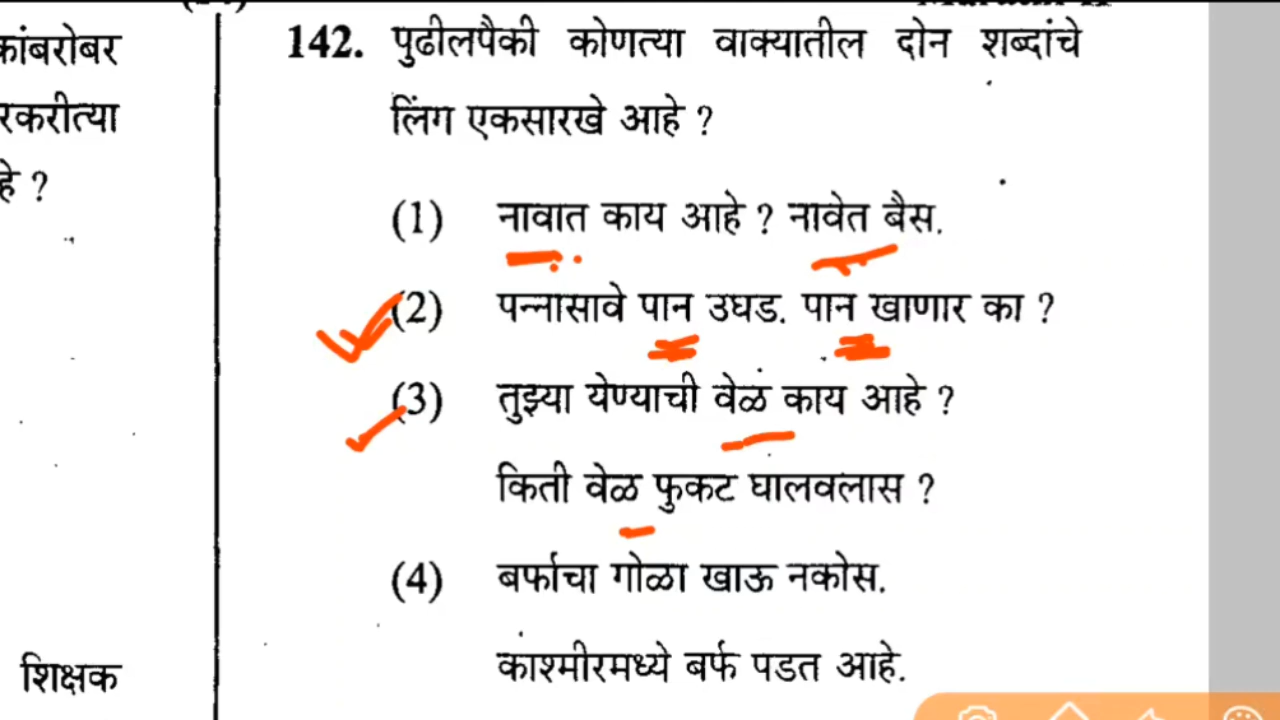 कांबरोबर
रकरीत्या
हे ?
शिक्षक
142. पुढीलपैकी कोणत्या वाक्यातील दोन शब्दांचे
लिंग एकसारखे आहे ?
(1) नावात काय आहे ? नावेत बैस.
(2) पन्नासावे पान उघड. पान खाणार का ?
(3) तुझ्या येण्याची वेळ काय आहे ?
किती वेळ फुकट घालवलास ?
(4) बर्फाचा गोळा खाऊ नकोस.
काश्मीरमध्ये बर्फ पडत आहे.